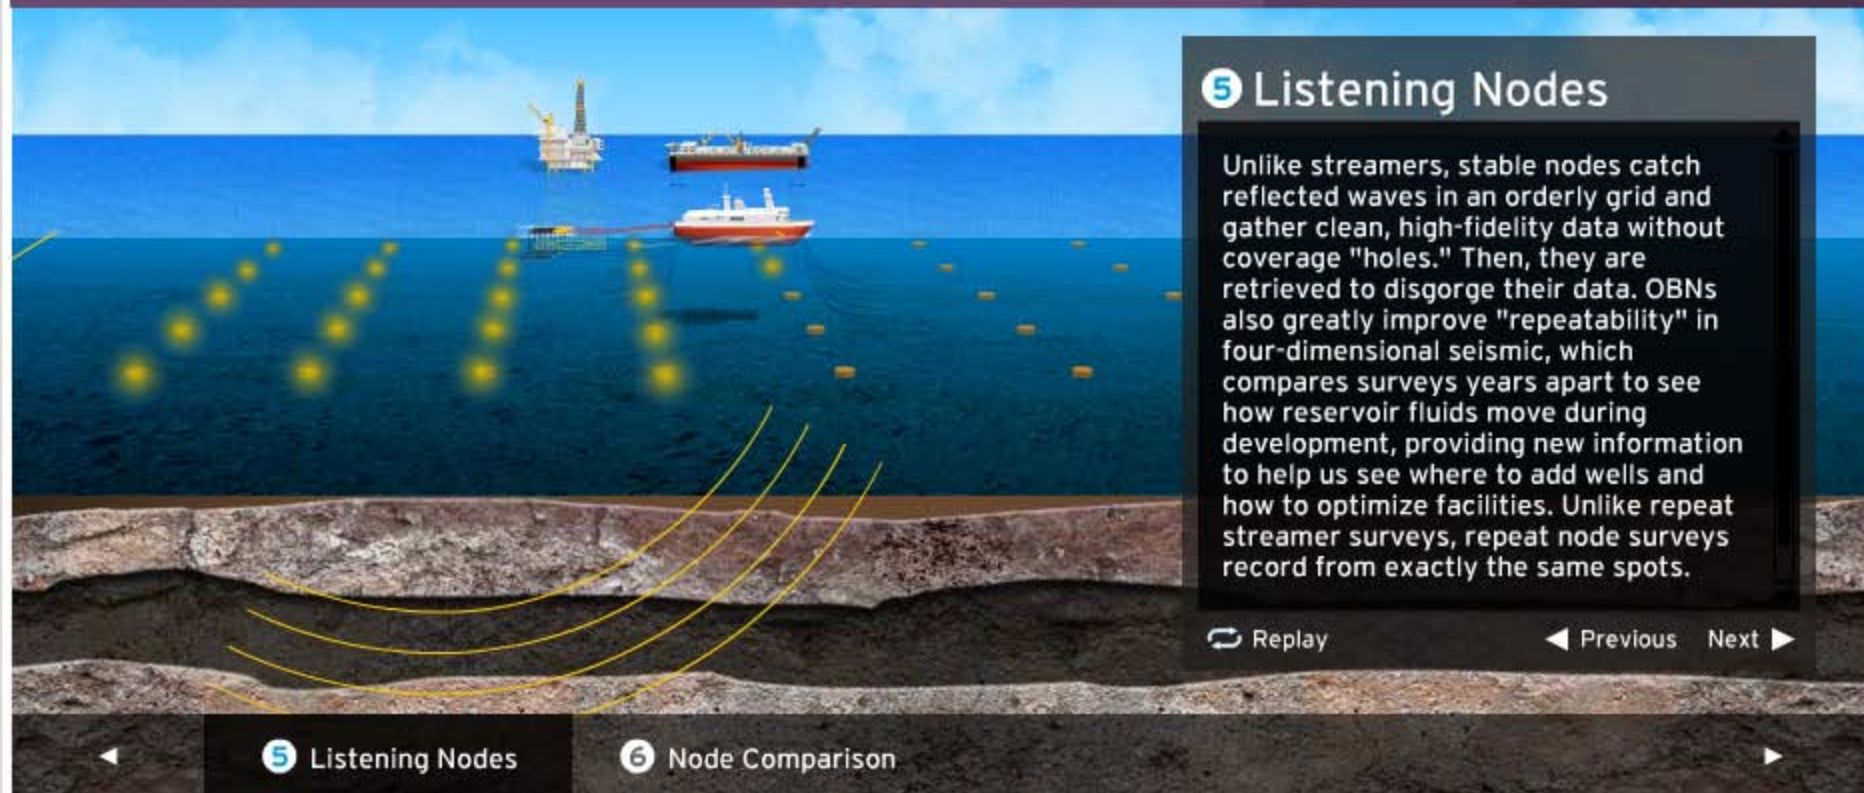 5 Listening Nodes
Unlike streamers, stable nodes catch
reflected waves in an orderly grid and
gather clean, high-fidelity data without
coverage "holes." Then, they are
retrieved to disgorge their data. OBNs
also greatly improve "repeatability" in
four-dimensional seismic, which
compares surveys years apart to see
how reservoir fluids move during
development, providing new information
to help us see where to add wells and
how to optimize facilities. Unlike repeat
streamer surveys, repeat node surveys
record from exactly the same spots.
Replay Previous Next
5 Listening Nodes 6 Node Comparison